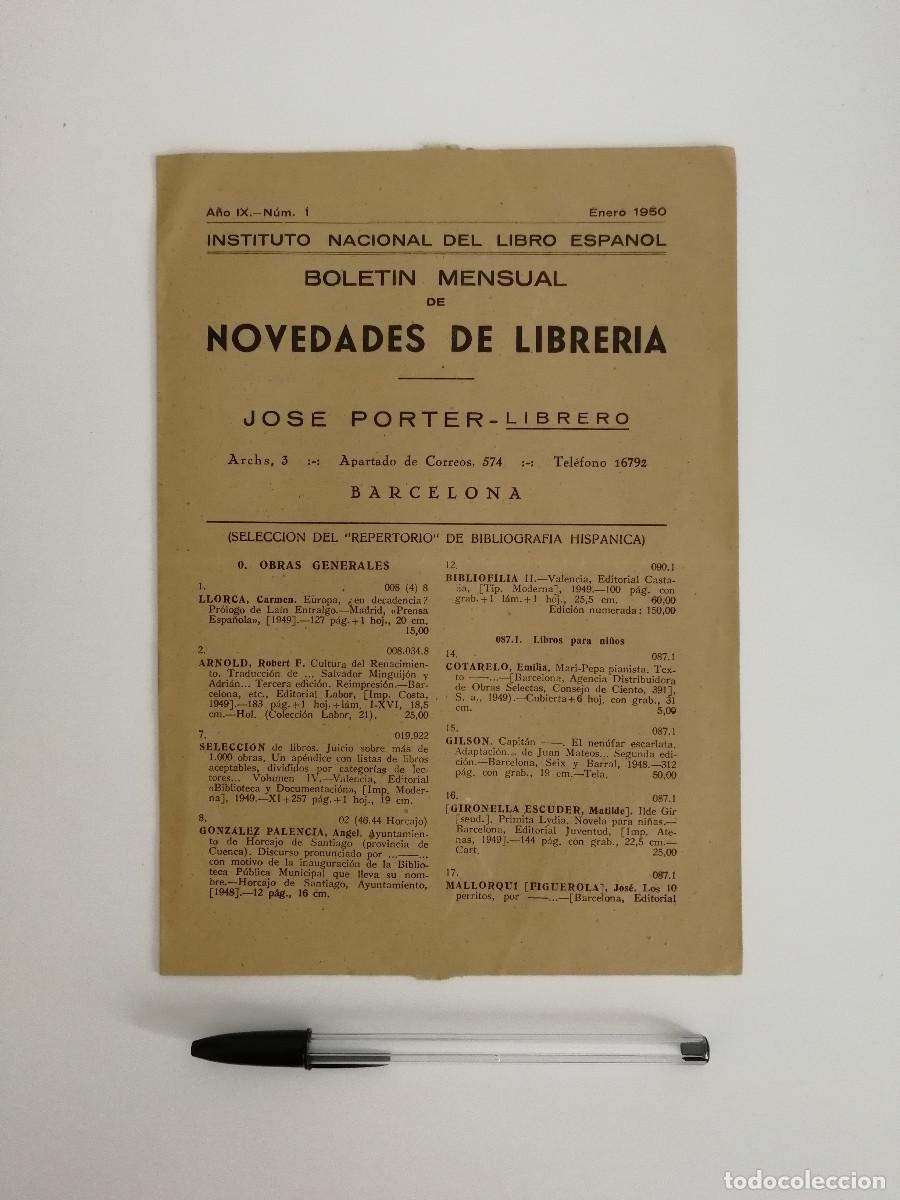 Año IX.—Núm. 1 Enero 1950
INSTITUTO NACIONAL DEL LIBRO ESPAÑOL
BOLETIN MENSUAL
DE
NOVEDADES DE LIBRERIA
JOSE PORTER - LIBRERO
Archs, 3 :-: Apartado de Correos, 574 :-: Teléfono 16792
BARCELONA
(SELECCION DEL "REPERTORIO" DE BIBLIOGRAFIA HISPANICA)
0. OBRAS GENERALES
1. 008 (4) 8
LLORCA, Carmen. Europa, ¿en decadencia?
Prólogo de Laín Entralgo.—Madrid, «Prensa
Española», [1949].—127 pág.+1 hoj., 20 cm.
15,00
2. 008.034.8
ARNOLD, Robert F. Cultura del Renacimien-
to. Traducción de ... Salvador Minguijón y
Adrián... Tercera edición. Reimpresión.—Bar-
celona, etc., Editorial Labor, [Imp. Costa,
1949].—183 pág.+1 hoj.+lám. I-XVI, 18,5
cm.—Hol. (Colección Labor, 21). 25,00
7. 019.922
SELECCIÓN de libros. Juicio sobre más de
1.000 obras. Un apéndice con listas de libros
aceptables, divididos por categorías de lec-
tores... Volumen IV.—Valencia, Editorial
«Biblioteca y Documentación», [Imp. Moder-
na], 1949.—XI+257 pág.+1 hoj., 19 cm.
8. 02 (46.44 Horcajo)
GONZÁLEZ PALENCIA, Angel. Ayuntamien-
to de Horcajo de Santiago (provincia de
Cuenca). Discurso pronunciado por ...——...
con motivo de la inauguración de la Biblio-
teca Pública Municipal que lleva su nom-
bre.—Horcajo de Santiago, Ayuntamiento,
[1948].—12 pág., 16 cm.
12. 090.1
BIBLIOFILIA II.—Valencia, Editorial Casta-
lia, [Tip. Moderna], 1949.—100 pág. con
grab.+1 lám.+1 hoj., 25,5 cm. 60,00
Edición numerada: 150,00
087.1. Libros para niños
14. 087.1
COTARELO, Emilia. Mari-Pepa pianista. Tex-
to ——...—[Barcelona, Agencia Distribuidora
de Obras Selectas, Consejo de Ciento, 391],
S. a., 1949).—Cubierta+6 hoj. con grab., 31
cm. 5,00
15. 087.1
GILSON. Capitán ——. El nenúfar escarlata.
Adaptación... de Juan Mateos... Segunda edi-
ción.—Barcelona, Seix y Barral, 1948.—312
pág. con grab., 19 cm.—Tela. 50,00
16. 087.1
[GIRONELLA ESCUDER, Matilde]. Ilde Gir
[seud.]. Primita Lydia. Novela para niñas.—
Barcelona, Editorial Juventud, [Imp. Ate-
nas, 1949].—144 pág. con grab., 22,5 cm.—
Cart. 25,00
17. 087.1
MALLORQUÍ [FIGUEROLA], José. Los 10
perritos, por ——...—[Barcelona, Editorial
todocoleccion